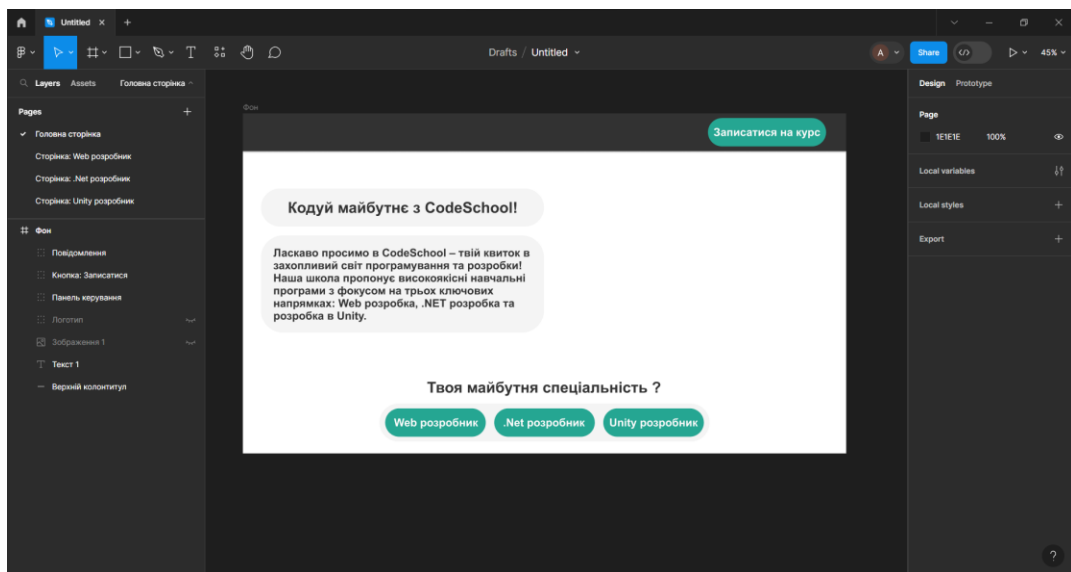 Untitled
Drafts / Untitled
A
Share
45%
Layers Assets Головна сторінка
Pages
Головна сторінка
Сторінка: Web розробник
Сторінка: .Net розробник
Сторінка: Unity розробник
Фон
Повідомлення
Кнопка: Записатися
Панель керування
Логотип
Зображення 1
Текст 1
Верхній колонтитул
Фон
Записатися на курс
Кодуй майбутнє з CodeSchool!
Ласкаво просимо в CodeSchool – твій квиток в
захопливий світ програмування та розробки!
Наша школа пропонує високоякісні навчальні
програми з фокусом на трьох ключових
напрямках: Web розробка, .NET розробка та
розробка в Unity.
Твоя майбутня спеціальність ?
Web розробник .Net розробник Unity розробник
Design Prototype
Page
1E1E1E 100%
Local variables
Local styles
Export
?